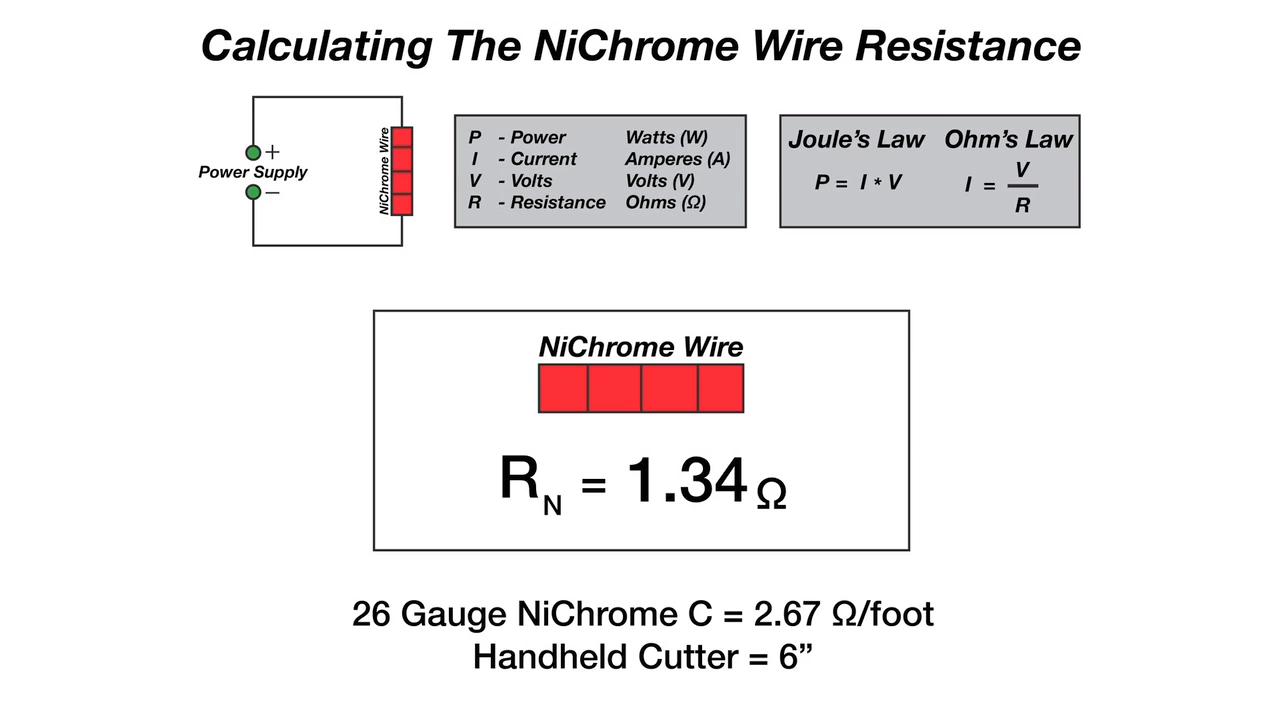 Calculating The NiChrome Wire Resistance
+
Power Supply
−
NiChrome Wire
P - Power Watts (W)
I - Current Amperes (A)
V - Volts Volts (V)
R - Resistance Ohms (Ω)
Joule's Law
P = I * V
Ohm's Law
I = V / R
NiChrome Wire
R N = 1.34 Ω
26 Gauge NiChrome C = 2.67 Ω/foot
Handheld Cutter = 6”